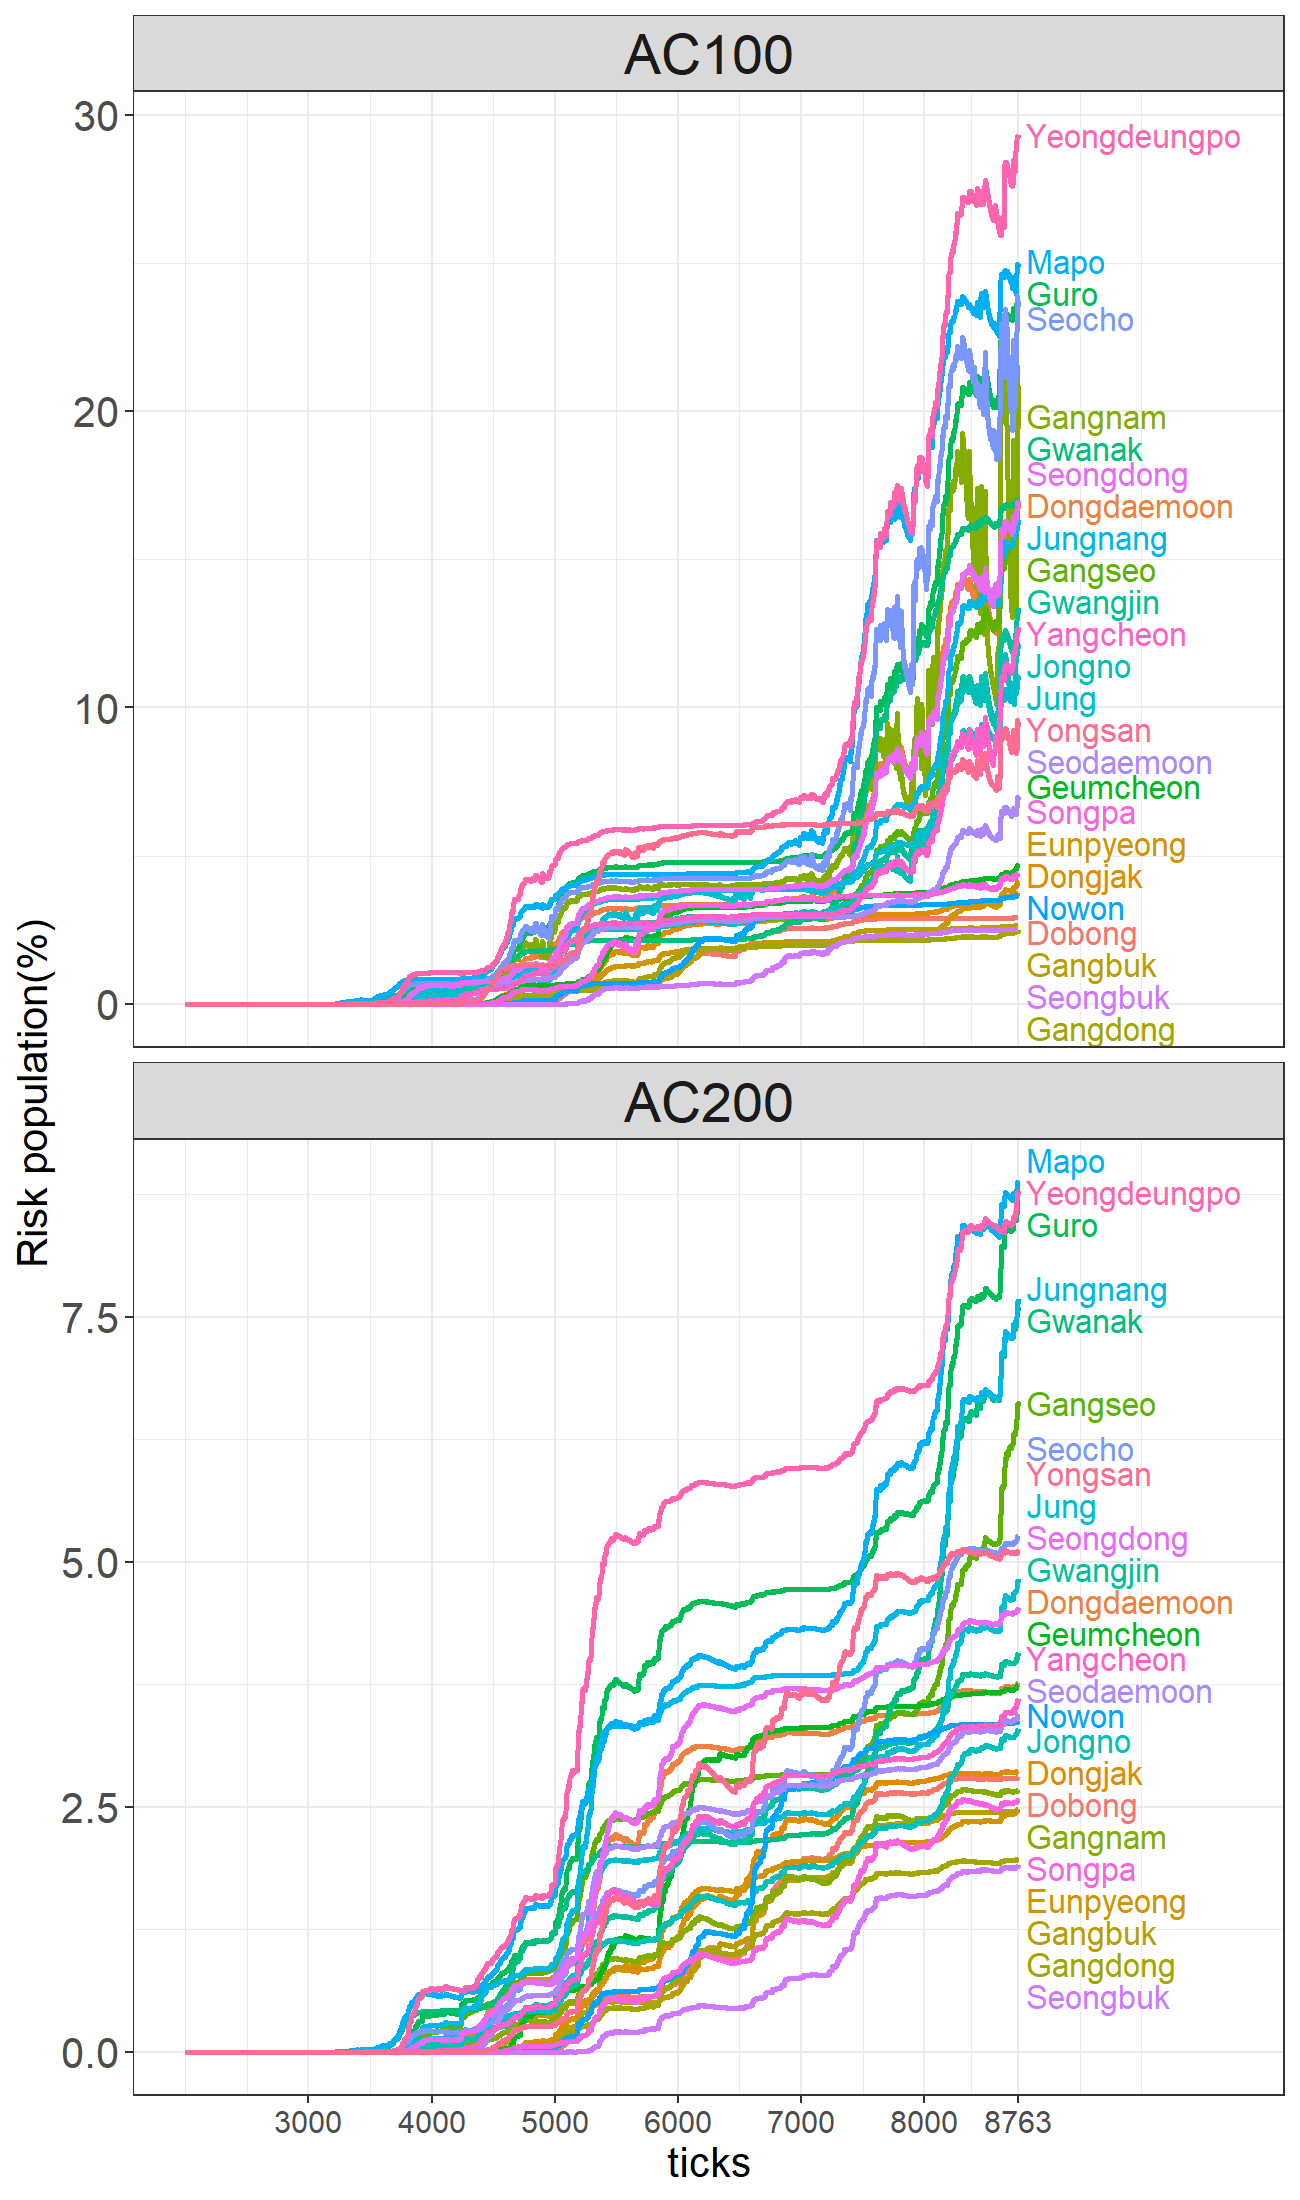 AC100
30
20
10
0
Yeongdeungpo
Mapo
Guro
Seocho
Gangnam
Gwanak
Seongdong
Dongdaemoon
Jungnang
Gangseo
Gwangjin
Yangcheon
Jongno
Jung
Yongsan
Seodaemoon
Geumcheon
Songpa
Eunpyeong
Dongjak
Nowon
Dobong
Gangbuk
Seongbuk
Gangdong
Risk population(%)
AC200
7.5
5.0
2.5
0.0
Mapo
Yeongdeungpo
Guro
Jungnang
Gwanak
Gangseo
Seocho
Yongsan
Jung
Seongdong
Gwangjin
Dongdaemoon
Geumcheon
Yangcheon
Seodaemoon
Nowon
Jongno
Dongjak
Dobong
Gangnam
Songpa
Eunpyeong
Gangbuk
Gangdong
Seongbuk
3000 4000 5000 6000 7000 8000 8763
ticks